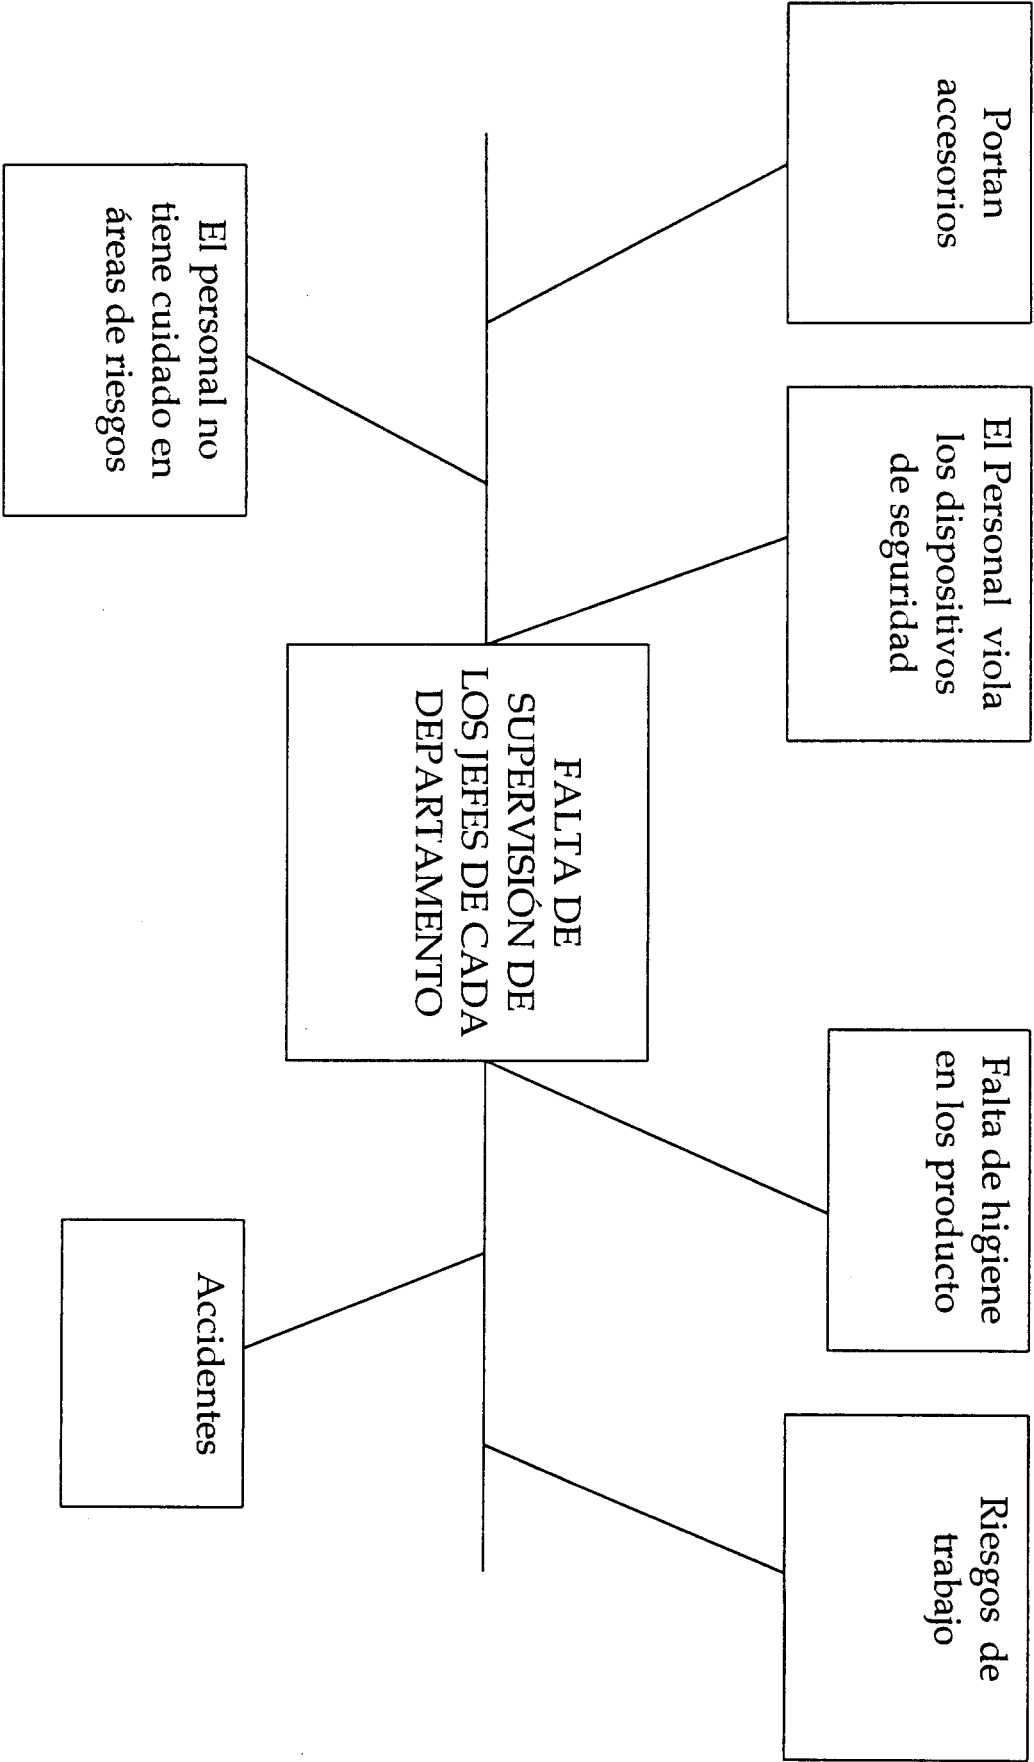 Portan
accesorios
El Personal viola
los dispositivos
de seguridad
Falta de higiene
en los producto
Riesgos de
trabajo
FALTA DE
SUPERVISIÓN DE
LOS JEFES DE CADA
DEPARTAMENTO
El personal no
tiene cuidado en
áreas de riesgos
Accidentes